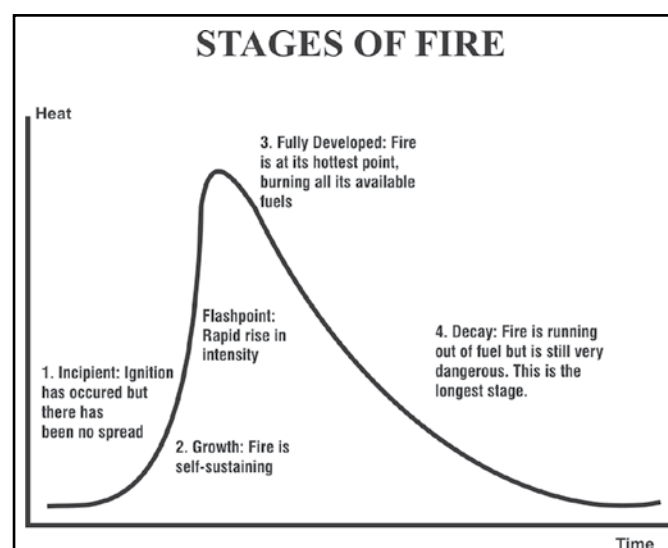 STAGES OF FIRE
Heat
3. Fully Developed: Fire
is at its hottest point,
burning all its available
fuels
Flashpoint:
Rapid rise in
intensity
1. Incipient: Ignition
has occured but
there has
been no spread
2. Growth: Fire is
self-sustaining
4. Decay: Fire is running
out of fuel but is still very
dangerous. This is the
longest stage.
Time